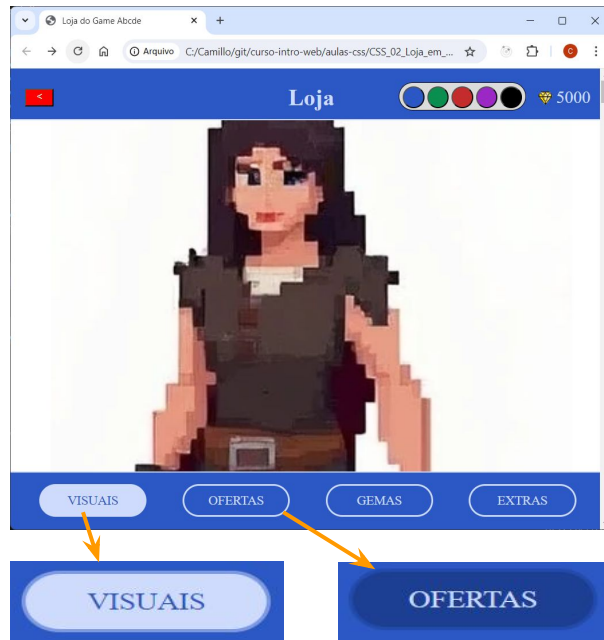 Loja do Game Abcde
Arquivo C:/Camillo/git/curso-intro-web/aulas-css/CSS_02_Loja_em_... C
< Loja 5000
VISUAIS OFERTAS GEMAS EXTRAS
VISUAIS OFERTAS